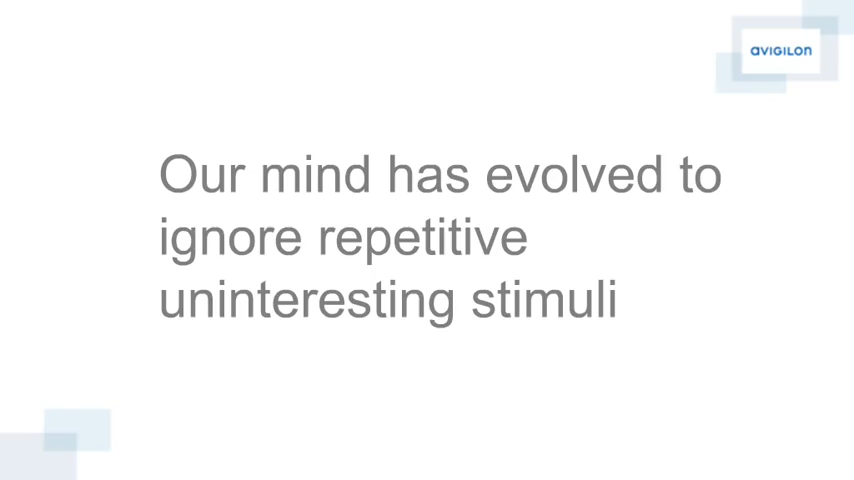 avigilon
Our mind has evolved to
ignore repetitive
uninteresting stimuli